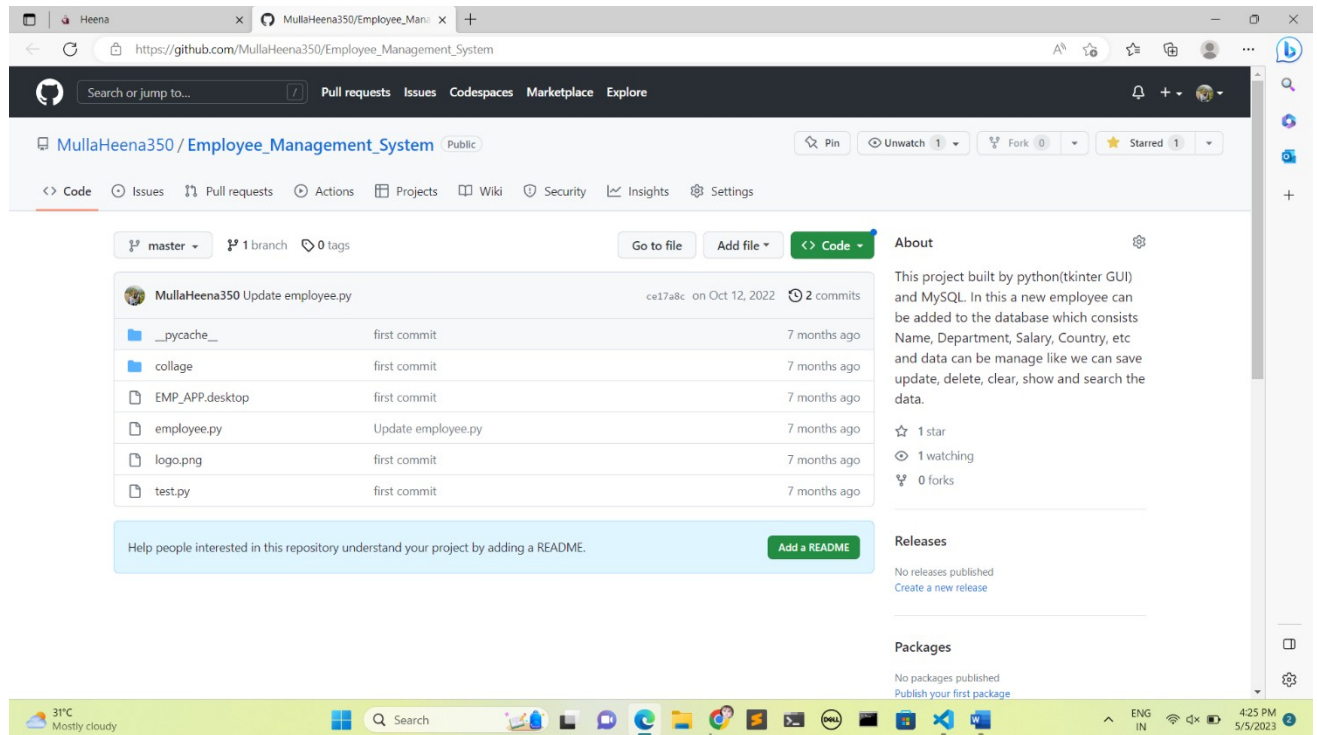 Heena
MullaHeena350/Employee_Mana
https://github.com/MullaHeena350/Employee_Management_System
Search or jump to... /
Pull requests Issues Codespaces Marketplace Explore
MullaHeena350 / Employee_Management_System Public
Pin
Unwatch 1
Fork 0
Starred 1
Code Issues Pull requests Actions Projects Wiki Security Insights Settings
master 1 branch 0 tags
Go to file Add file Code
MullaHeena350 Update employee.py ce17a8c on Oct 12, 2022 2 commits
__pycache__ first commit 7 months ago
collage first commit 7 months ago
EMP_APP.desktop first commit 7 months ago
employee.py Update employee.py 7 months ago
logo.png first commit 7 months ago
test.py first commit 7 months ago
Help people interested in this repository understand your project by adding a README. Add a README
About
This project built by python(tkinter GUI)
and MySQL. In this a new employee can
be added to the database which consists
Name, Department, Salary, Country, etc
and data can be manage like we can save
update, delete, clear, show and search the
data.
1 star
1 watching
0 forks
Releases
No releases published
Create a new release
Packages
No packages published
Publish your first package
31°C
Mostly cloudy
Search
DELL
ENG
IN
4:25 PM
5/5/2023
2